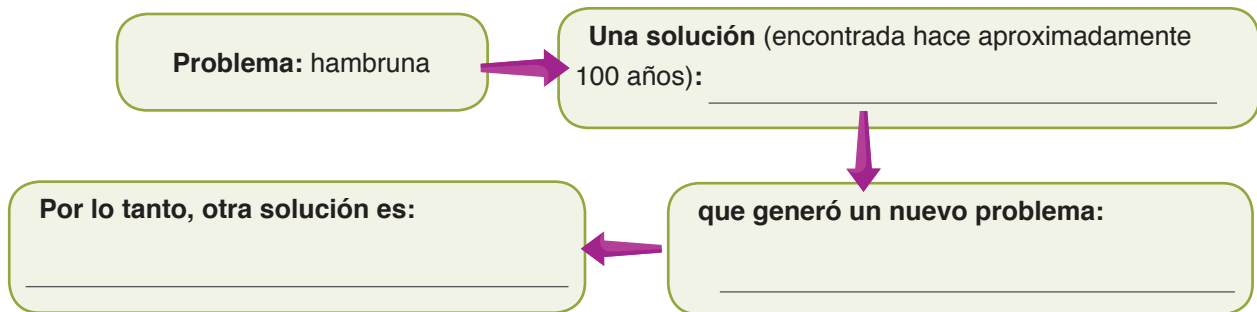 Problema: hambruna
Una solución (encontrada hace aproximadamente
100 años):
que generó un nuevo problema:
Por lo tanto, otra solución es: